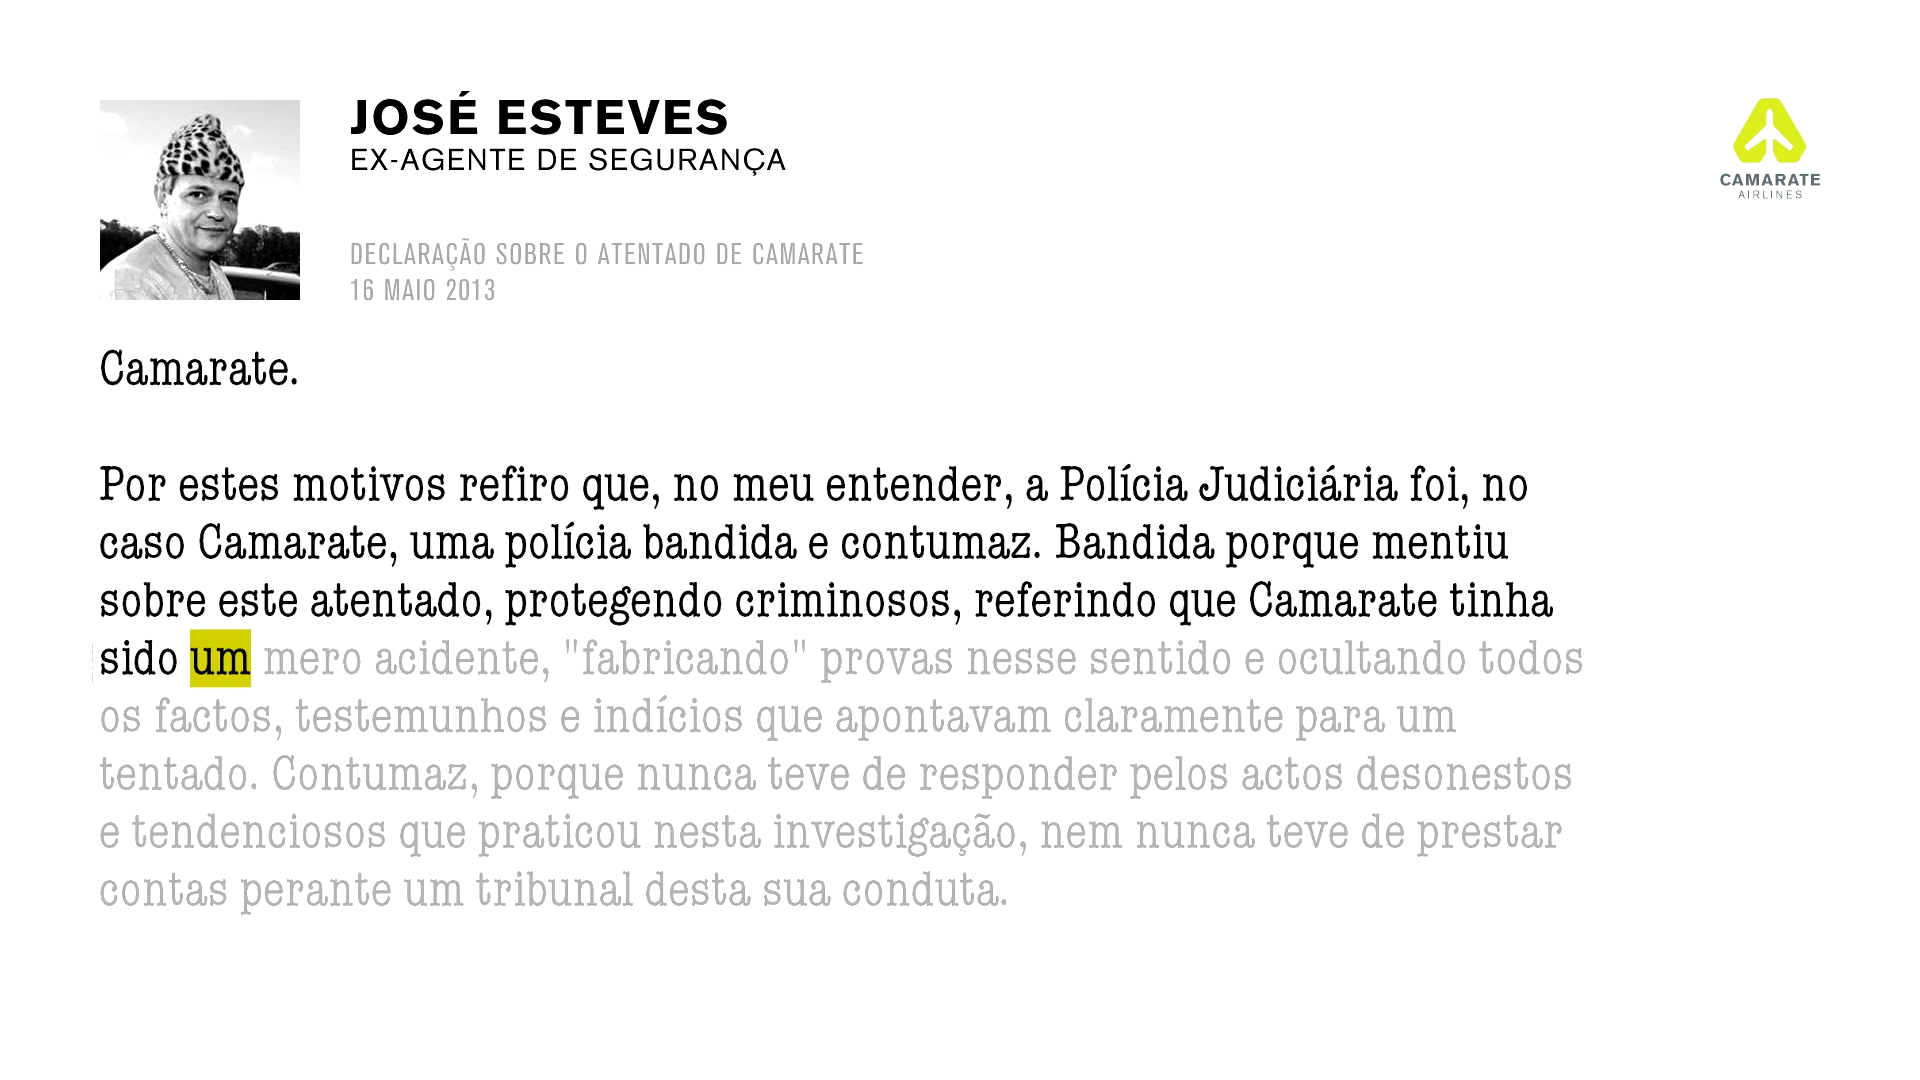 JOSÉ ESTEVES
EX-AGENTE DE SEGURANÇA
DECLARAÇÃO SOBRE O ATENTADO DE CAMARATE
16 MAIO 2013
CAMARATE
AIRLINES
Camarate.
Por estes motivos refiro que, no meu entender, a Polícia Judiciária foi, no
caso Camarate, uma polícia bandida e contumaz. Bandida porque mentiu
sobre este atentado, protegendo criminosos, referindo que Camarate tinha
sido um mero acidente, "fabricando" provas nesse sentido e ocultando todos
os factos, testemunhos e indícios que apontavam claramente para um
tentado. Contumaz, porque nunca teve de responder pelos actos desonestos
e tendenciosos que praticou nesta investigação, nem nunca teve de prestar
contas perante um tribunal desta sua conduta.